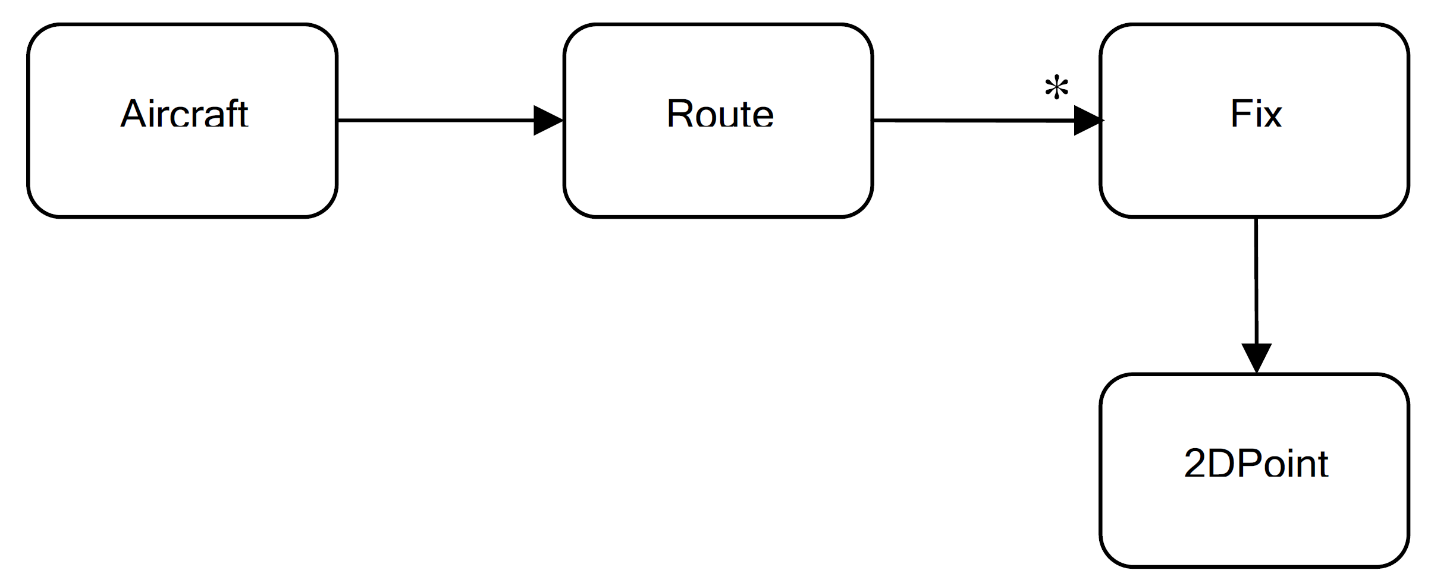 Aircraft
Route
*
Fix
2DPoint